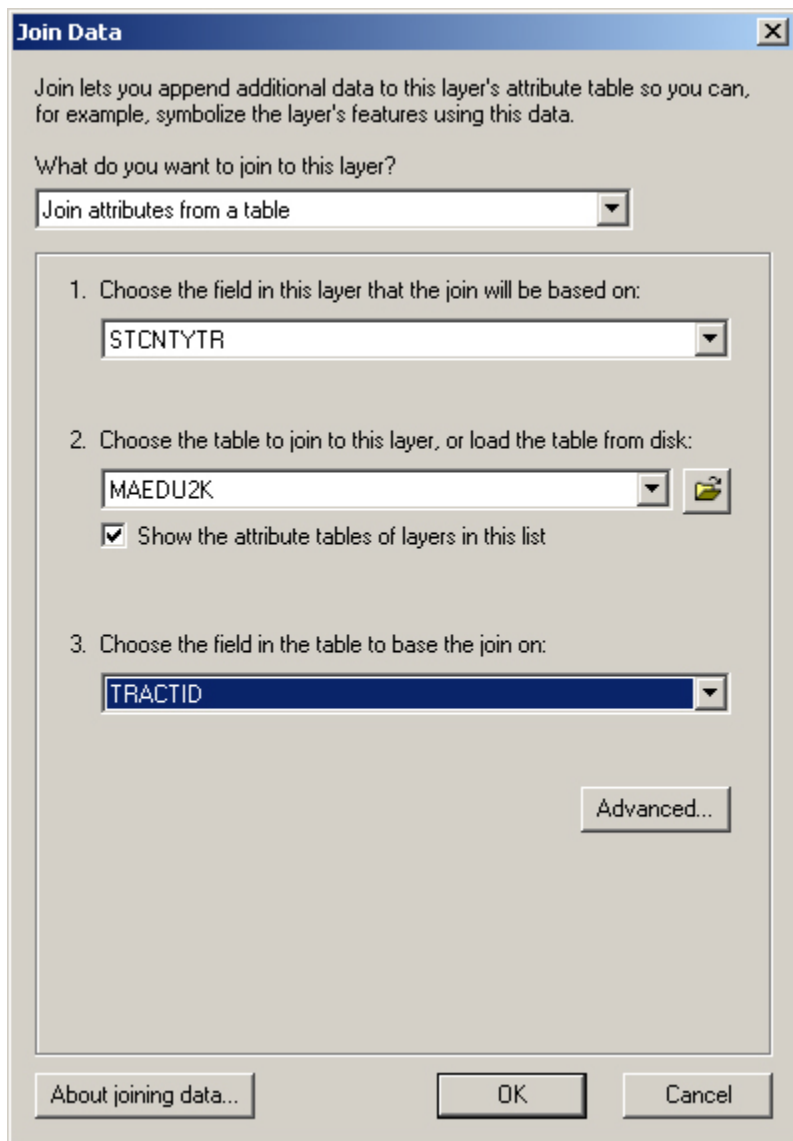 Join Data
Join lets you append additional data to this layer's attribute table so you can,
for example, symbolize the layer's features using this data.
What do you want to join to this layer?
Join attributes from a table
1. Choose the field in this layer that the join will be based on:
STCNTYTR
2. Choose the table to join to this layer, or load the table from disk:
MAEDU2K
Show the attribute tables of layers in this list
3. Choose the field in the table to base the join on:
TRACTID
Advanced...
About joining data...
OK
Cancel